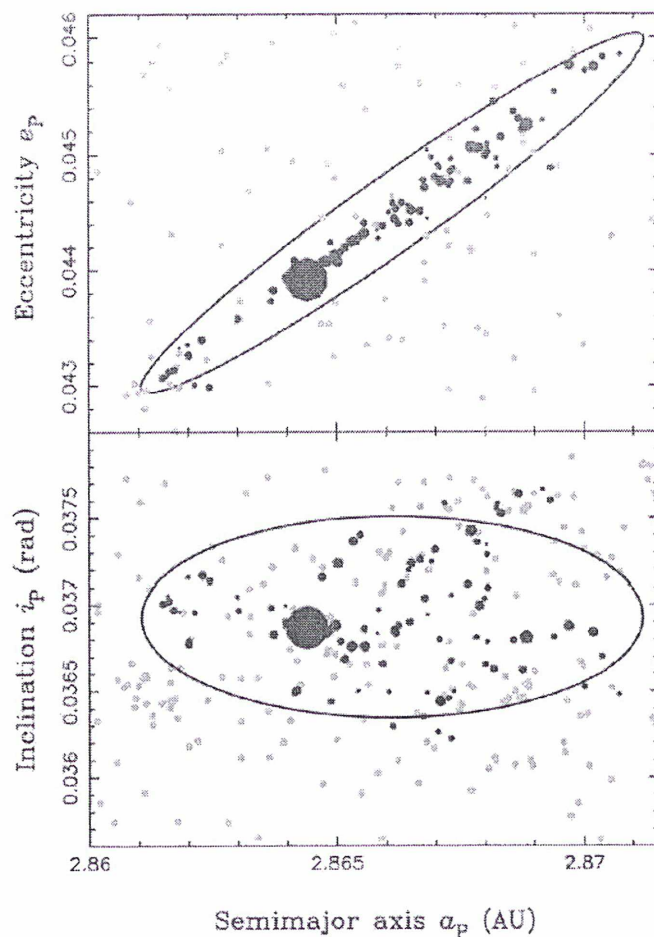 Eccentricity e_p
0.046
0.045
0.044
0.043
Inclination i_p (rad)
0.0375
0.037
0.0365
0.036
2.86 2.865 2.87
Semimajor axis a_p (AU)